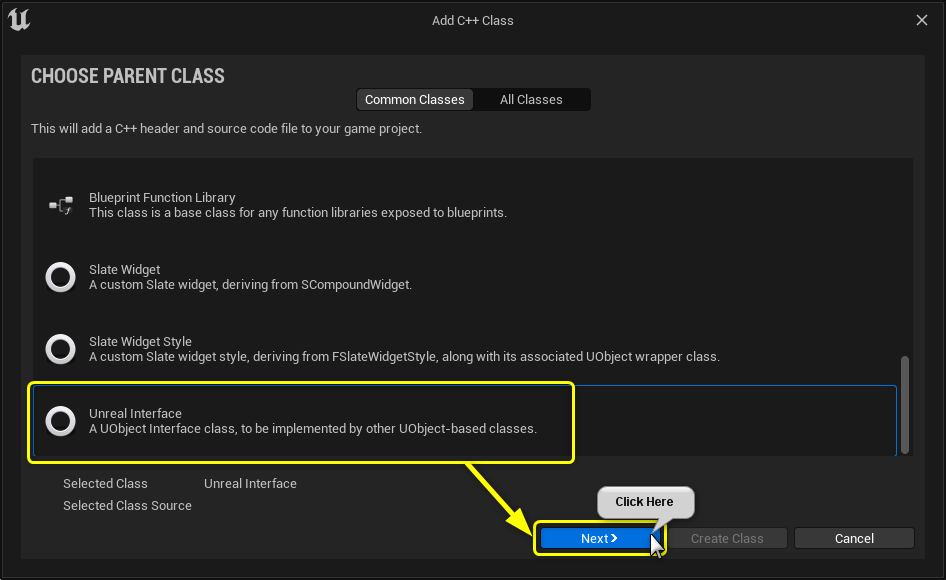 Add C++ Class
CHOOSE PARENT CLASS
Common Classes
All Classes
This will add a C++ header and source code file to your game project.
Blueprint Function Library
This class is a base class for any function libraries exposed to blueprints.
Slate Widget
A custom Slate widget, deriving from SCompoundWidget.
Slate Widget Style
A custom Slate widget style, deriving from FSlateWidgetStyle, along with its associated UObject wrapper class.
Unreal Interface
A UObject Interface class, to be implemented by other UObject-based classes.
Selected Class Unreal Interface
Selected Class Source
Click Here
Next
Create Class
Cancel